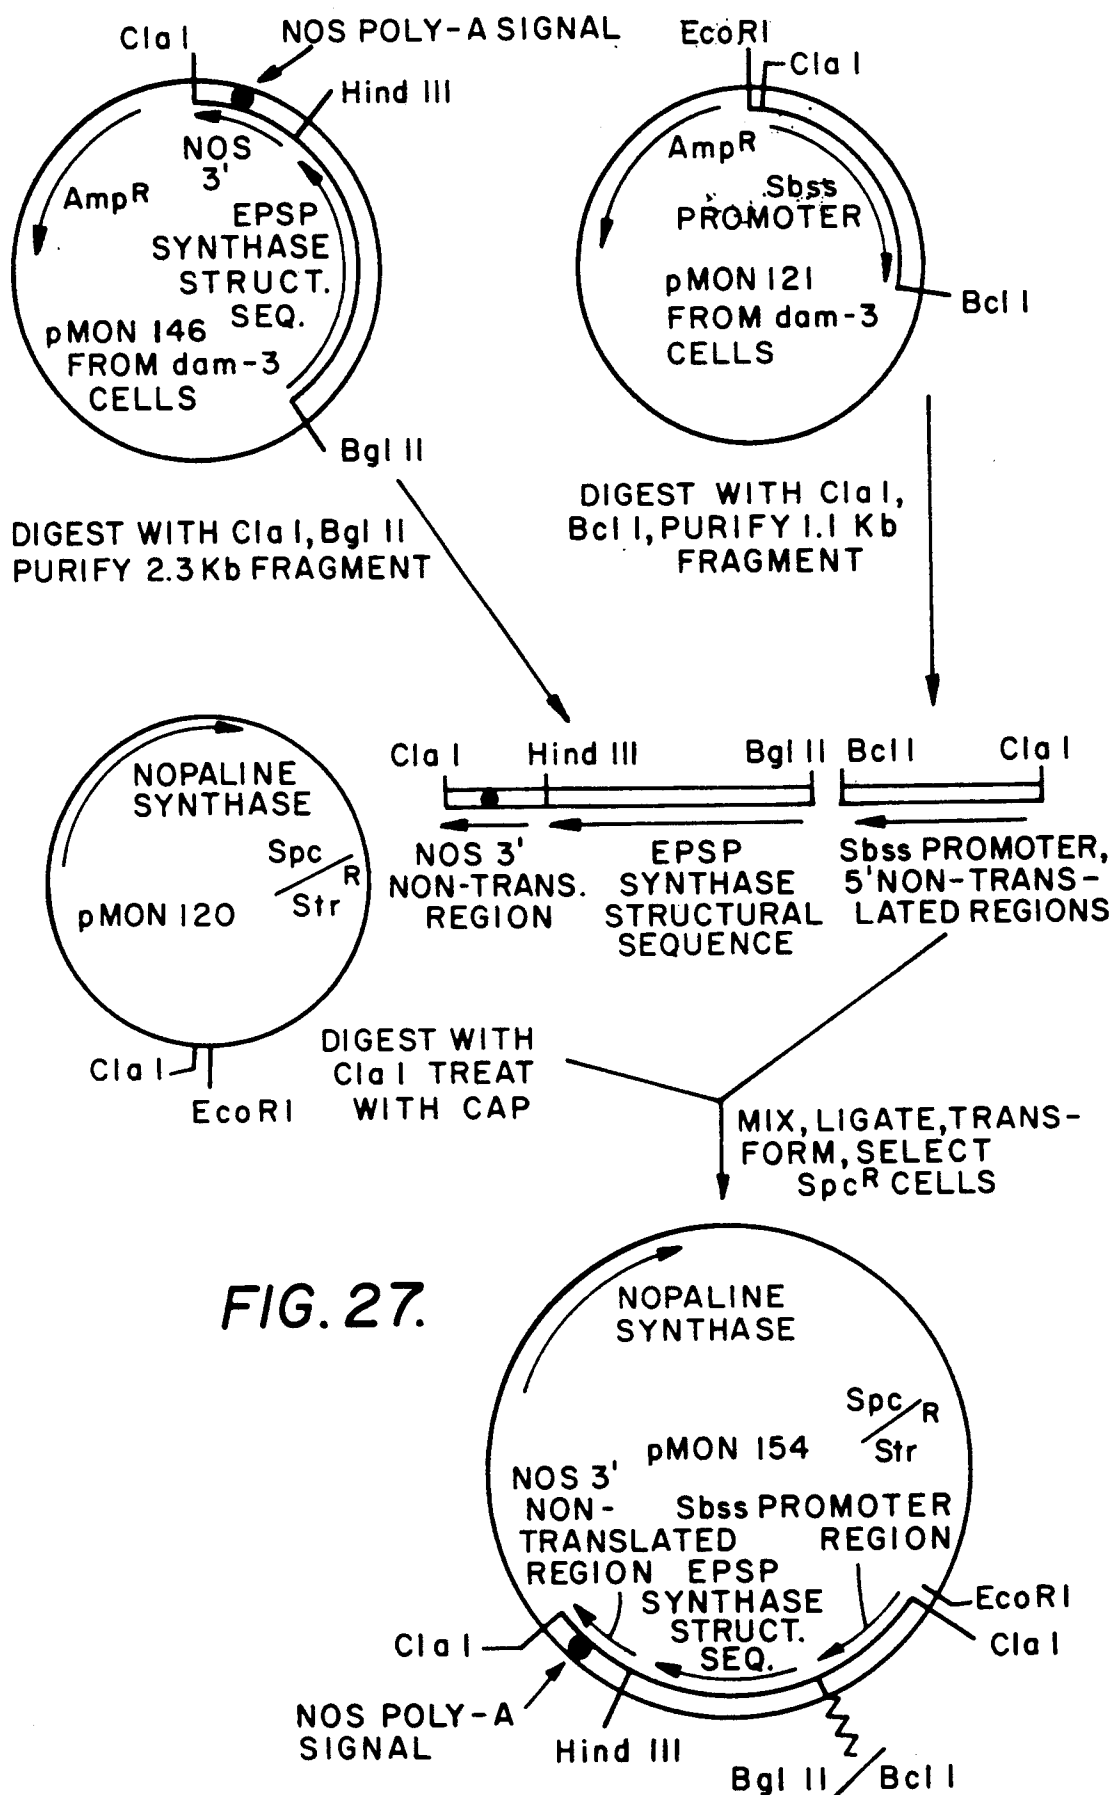 Cla I
NOS POLY-A SIGNAL
Hind III
NOS
3'
AmpR
EPSP
SYNTHASE
STRUCT.
SEQ.
pMON 146
FROM dam-3
CELLS
Bgl II
DIGEST WITH Cla I, Bgl II
PURIFY 2.3 Kb FRAGMENT
EcoRI
Cla I
AmpR
Sbss
PROMOTER
pMON 121
FROM dam-3
CELLS
Bcl I
DIGEST WITH Cla I,
Bcl I, PURIFY 1.1 Kb
FRAGMENT
NOPALINE
SYNTHASE
Spc
R
Str
pMON 120
Cla I
EcoRI
Cla I
Hind III
Bgl II
Bcl I
Cla I
NOS 3'
NON-TRANS.
REGION
EPSP
SYNTHASE
STRUCTURAL
SEQUENCE
Sbss PROMOTER,
5' NON-TRANS-
LATED REGIONS
DIGEST WITH
Cla I TREAT
WITH CAP
MIX, LIGATE, TRANS-
FORM, SELECT
SpcR CELLS
FIG. 27.
NOPALINE
SYNTHASE
Spc
R
Str
pMON 154
NOS 3'
NON-
TRANSLATED
REGION
Sbss PROMOTER
REGION
EPSP
SYNTHASE
STRUCT.
SEQ.
EcoRI
Cla I
Cla I
NOS POLY-A
SIGNAL
Hind III
Bgl II / Bcl I